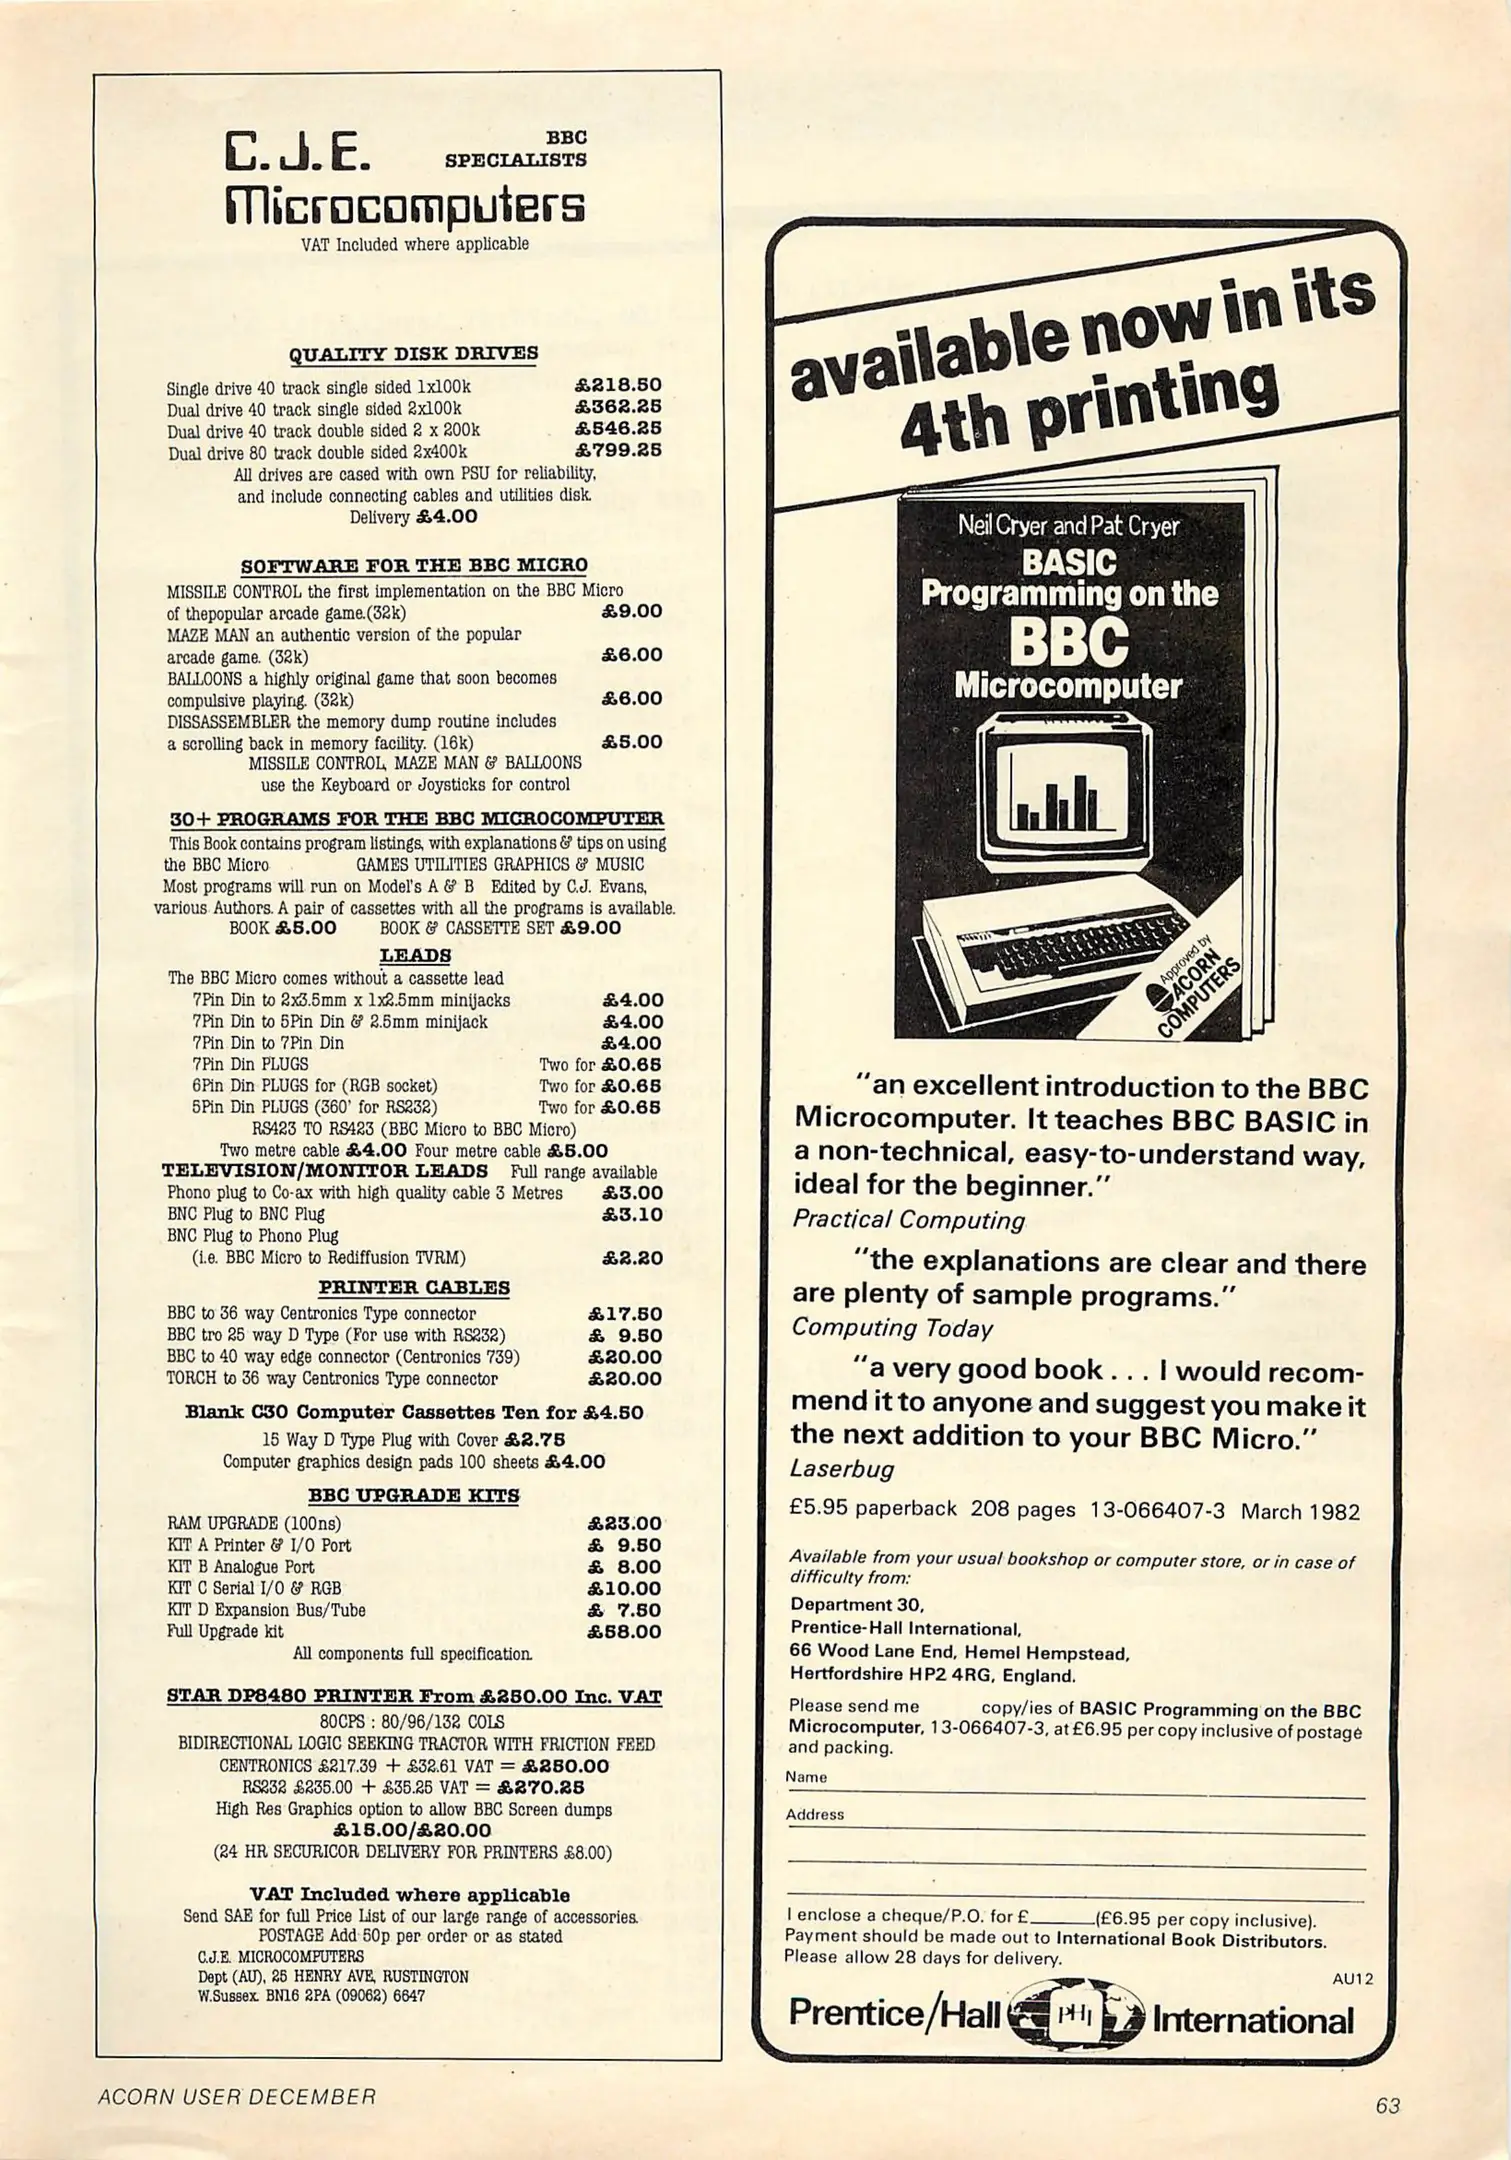 C.J.E.
BBC
SPECIALISTS
Microcomputers
VAT Included where applicable
QUALITY DISK DRIVES
Single drive 40 track single sided 1x100k £218.50
Dual drive 40 track single sided 2x100k £362.25
Dual drive 40 track double sided 2 x 200k £546.25
Dual drive 80 track double sided 2x400k £799.25
All drives are cased with own PSU for reliability,
and include connecting cables and utilities disk.
Delivery £4.00
SOFTWARE FOR THE BBC MICRO
MISSILE CONTROL the first implementation on the BBC Micro
of thepopular arcade game.(32k) £9.00
MAZE MAN an authentic version of the popular
arcade game. (32k) £6.00
BALLOONS a highly original game that soon becomes
compulsive playing. (32k) £6.00
DISSASSEMBLER the memory dump routine includes
a scrolling back in memory facility. (16k) £5.00
MISSILE CONTROL, MAZE MAN & BALLOONS
use the Keyboard or Joysticks for control
30+ PROGRAMS FOR THE BBC MICROCOMPUTER
This Book contains program listings, with explanations & tips on using
the BBC Micro GAMES UTILITIES GRAPHICS & MUSIC
Most programs will run on Model's A & B Edited by C.J. Evans,
various Authors. A pair of cassettes with all the programs is available.
BOOK £5.00 BOOK & CASSETTE SET £9.00
LEADS
The BBC Micro comes without a cassette lead
7Pin Din to 2x3.5mm x 1x2.5mm minijacks £4.00
7Pin Din to 5Pin Din & 2.5mm minijack £4.00
7Pin Din to 7Pin Din £4.00
7Pin Din PLUGS Two for £0.65
6Pin Din PLUGS for (RGB socket) Two for £0.65
5Pin Din PLUGS (360' for RS232) Two for £0.65
RS423 TO RS423 (BBC Micro to BBC Micro)
Two metre cable £4.00 Four metre cable £5.00
TELEVISION/MONITOR LEADS Full range available
Phono plug to Co-ax with high quality cable 3 Metres £3.00
BNC Plug to BNC Plug £3.10
BNC Plug to Phono Plug
(i.e. BBC Micro to Rediffusion TVRM) £2.20
PRINTER CABLES
BBC to 36 way Centronics Type connector £17.50
BBC tro 25 way D Type (For use with RS232) £ 9.50
BBC to 40 way edge connector (Centronics 739) £20.00
TORCH to 36 way Centronics Type connector £20.00
Blank C30 Computer Cassettes Ten for £4.50
15 Way D Type Plug with Cover £2.75
Computer graphics design pads 100 sheets £4.00
BBC UPGRADE KITS
RAM UPGRADE (100ns) £23.00
KIT A Printer & I/O Port £ 9.50
KIT B Analogue Port £ 8.00
KIT C Serial I/O & RGB £10.00
KIT D Expansion Bus/Tube £ 7.50
Full Upgrade kit £58.00
All components full specification.
STAR DP8480 PRINTER From £250.00 Inc. VAT
80CPS : 80/96/132 COLS
BIDIRECTIONAL LOGIC SEEKING TRACTOR WITH FRICTION FEED
CENTRONICS £217.39 + £32.61 VAT = £250.00
RS232 £235.00 + £35.25 VAT = £270.25
High Res Graphics option to allow BBC Screen dumps
£15.00/£20.00
(24 HR SECURICOR DELIVERY FOR PRINTERS £8.00)
VAT Included where applicable
Send SAE for full Price List of our large range of accessories.
POSTAGE Add 50p per order or as stated
C.J.E. MICROCOMPUTERS
Dept (AU), 25 HENRY AVE, RUSTINGTON
W.Sussex. BN16 2PA (09062) 6647
available now in its
4th printing
Neil Cryer and Pat Cryer
BASIC
Programming on the
BBC
Microcomputer
Approved by
ACORN
COMPUTERS
"an excellent introduction to the BBC
Microcomputer. It teaches BBC BASIC in
a non-technical, easy-to-understand way,
ideal for the beginner."
Practical Computing
"the explanations are clear and there
are plenty of sample programs."
Computing Today
"a very good book . . . I would recom-
mend it to anyone and suggest you make it
the next addition to your BBC Micro."
Laserbug
£5.95 paperback 208 pages 13-066407-3 March 1982
Available from your usual bookshop or computer store, or in case of
difficulty from:
Department 30,
Prentice-Hall International,
66 Wood Lane End, Hemel Hempstead,
Hertfordshire HP2 4RG, England.
Please send me copy/ies of BASIC Programming on the BBC
Microcomputer, 13-066407-3, at £6.95 per copy inclusive of postage
and packing.
Name
Address
I enclose a cheque/P.O. for £______(£6.95 per copy inclusive).
Payment should be made out to International Book Distributors.
Please allow 28 days for delivery.
AU12
Prentice/Hall PHI International
ACORN USER DECEMBER
63